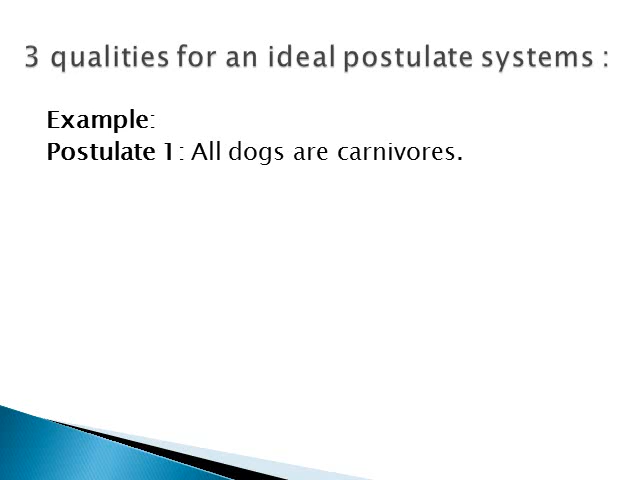 3 qualities for an ideal postulate systems :
Example:
Postulate 1: All dogs are carnivores.